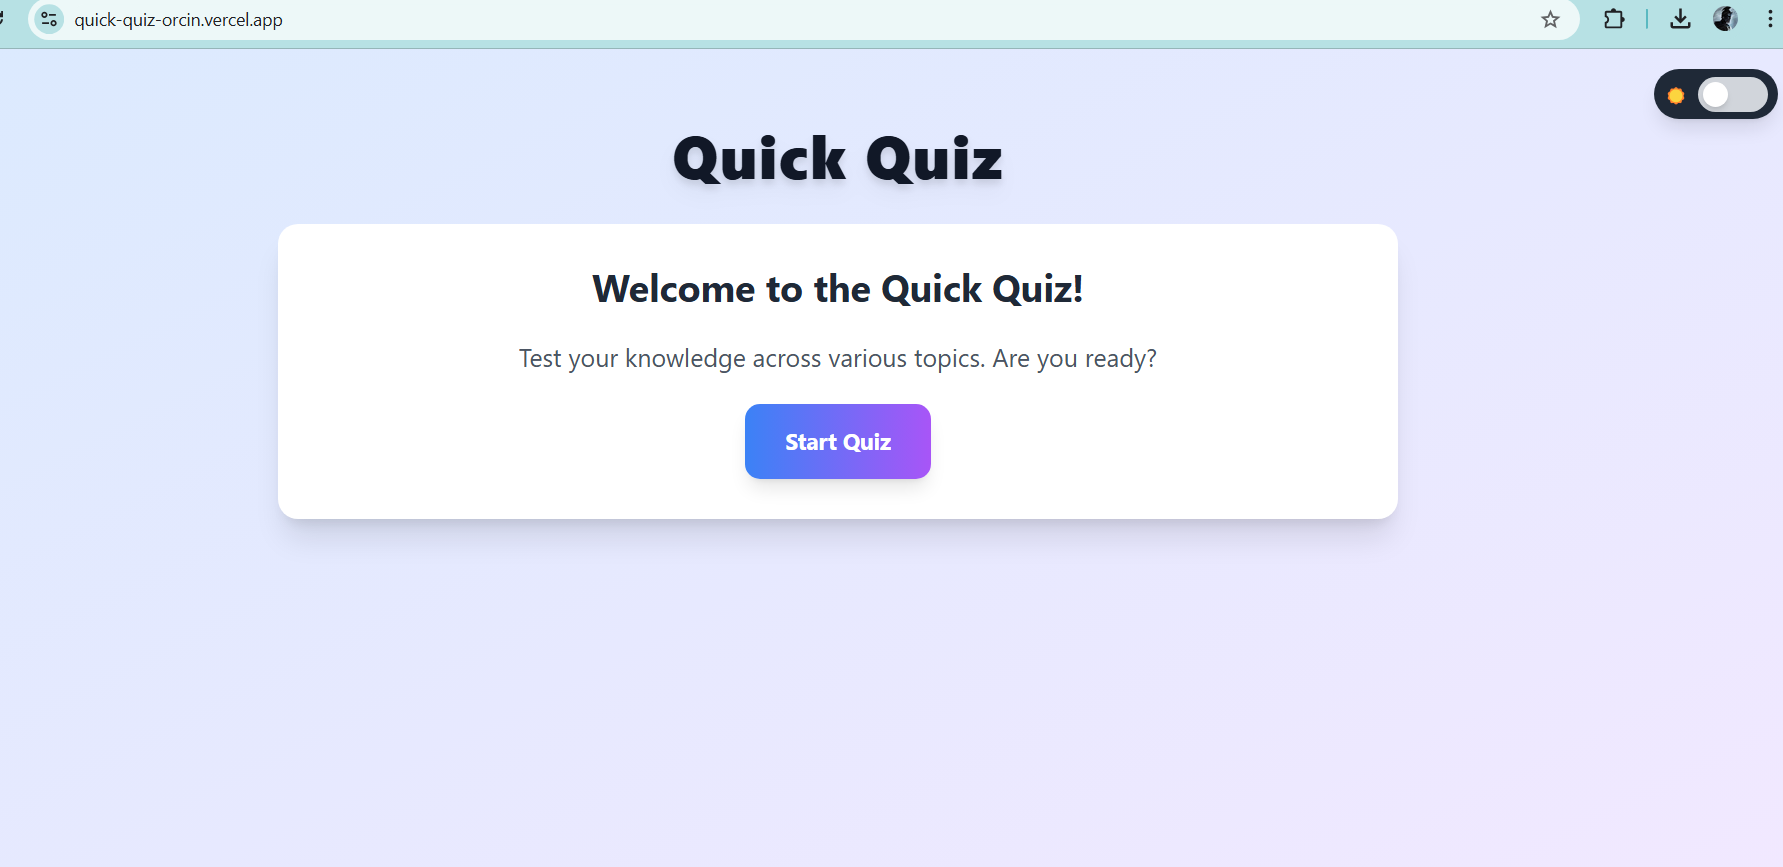 quick-quiz-orcin.vercel.app
Quick Quiz
Welcome to the Quick Quiz!
Test your knowledge across various topics. Are you ready?
Start Quiz